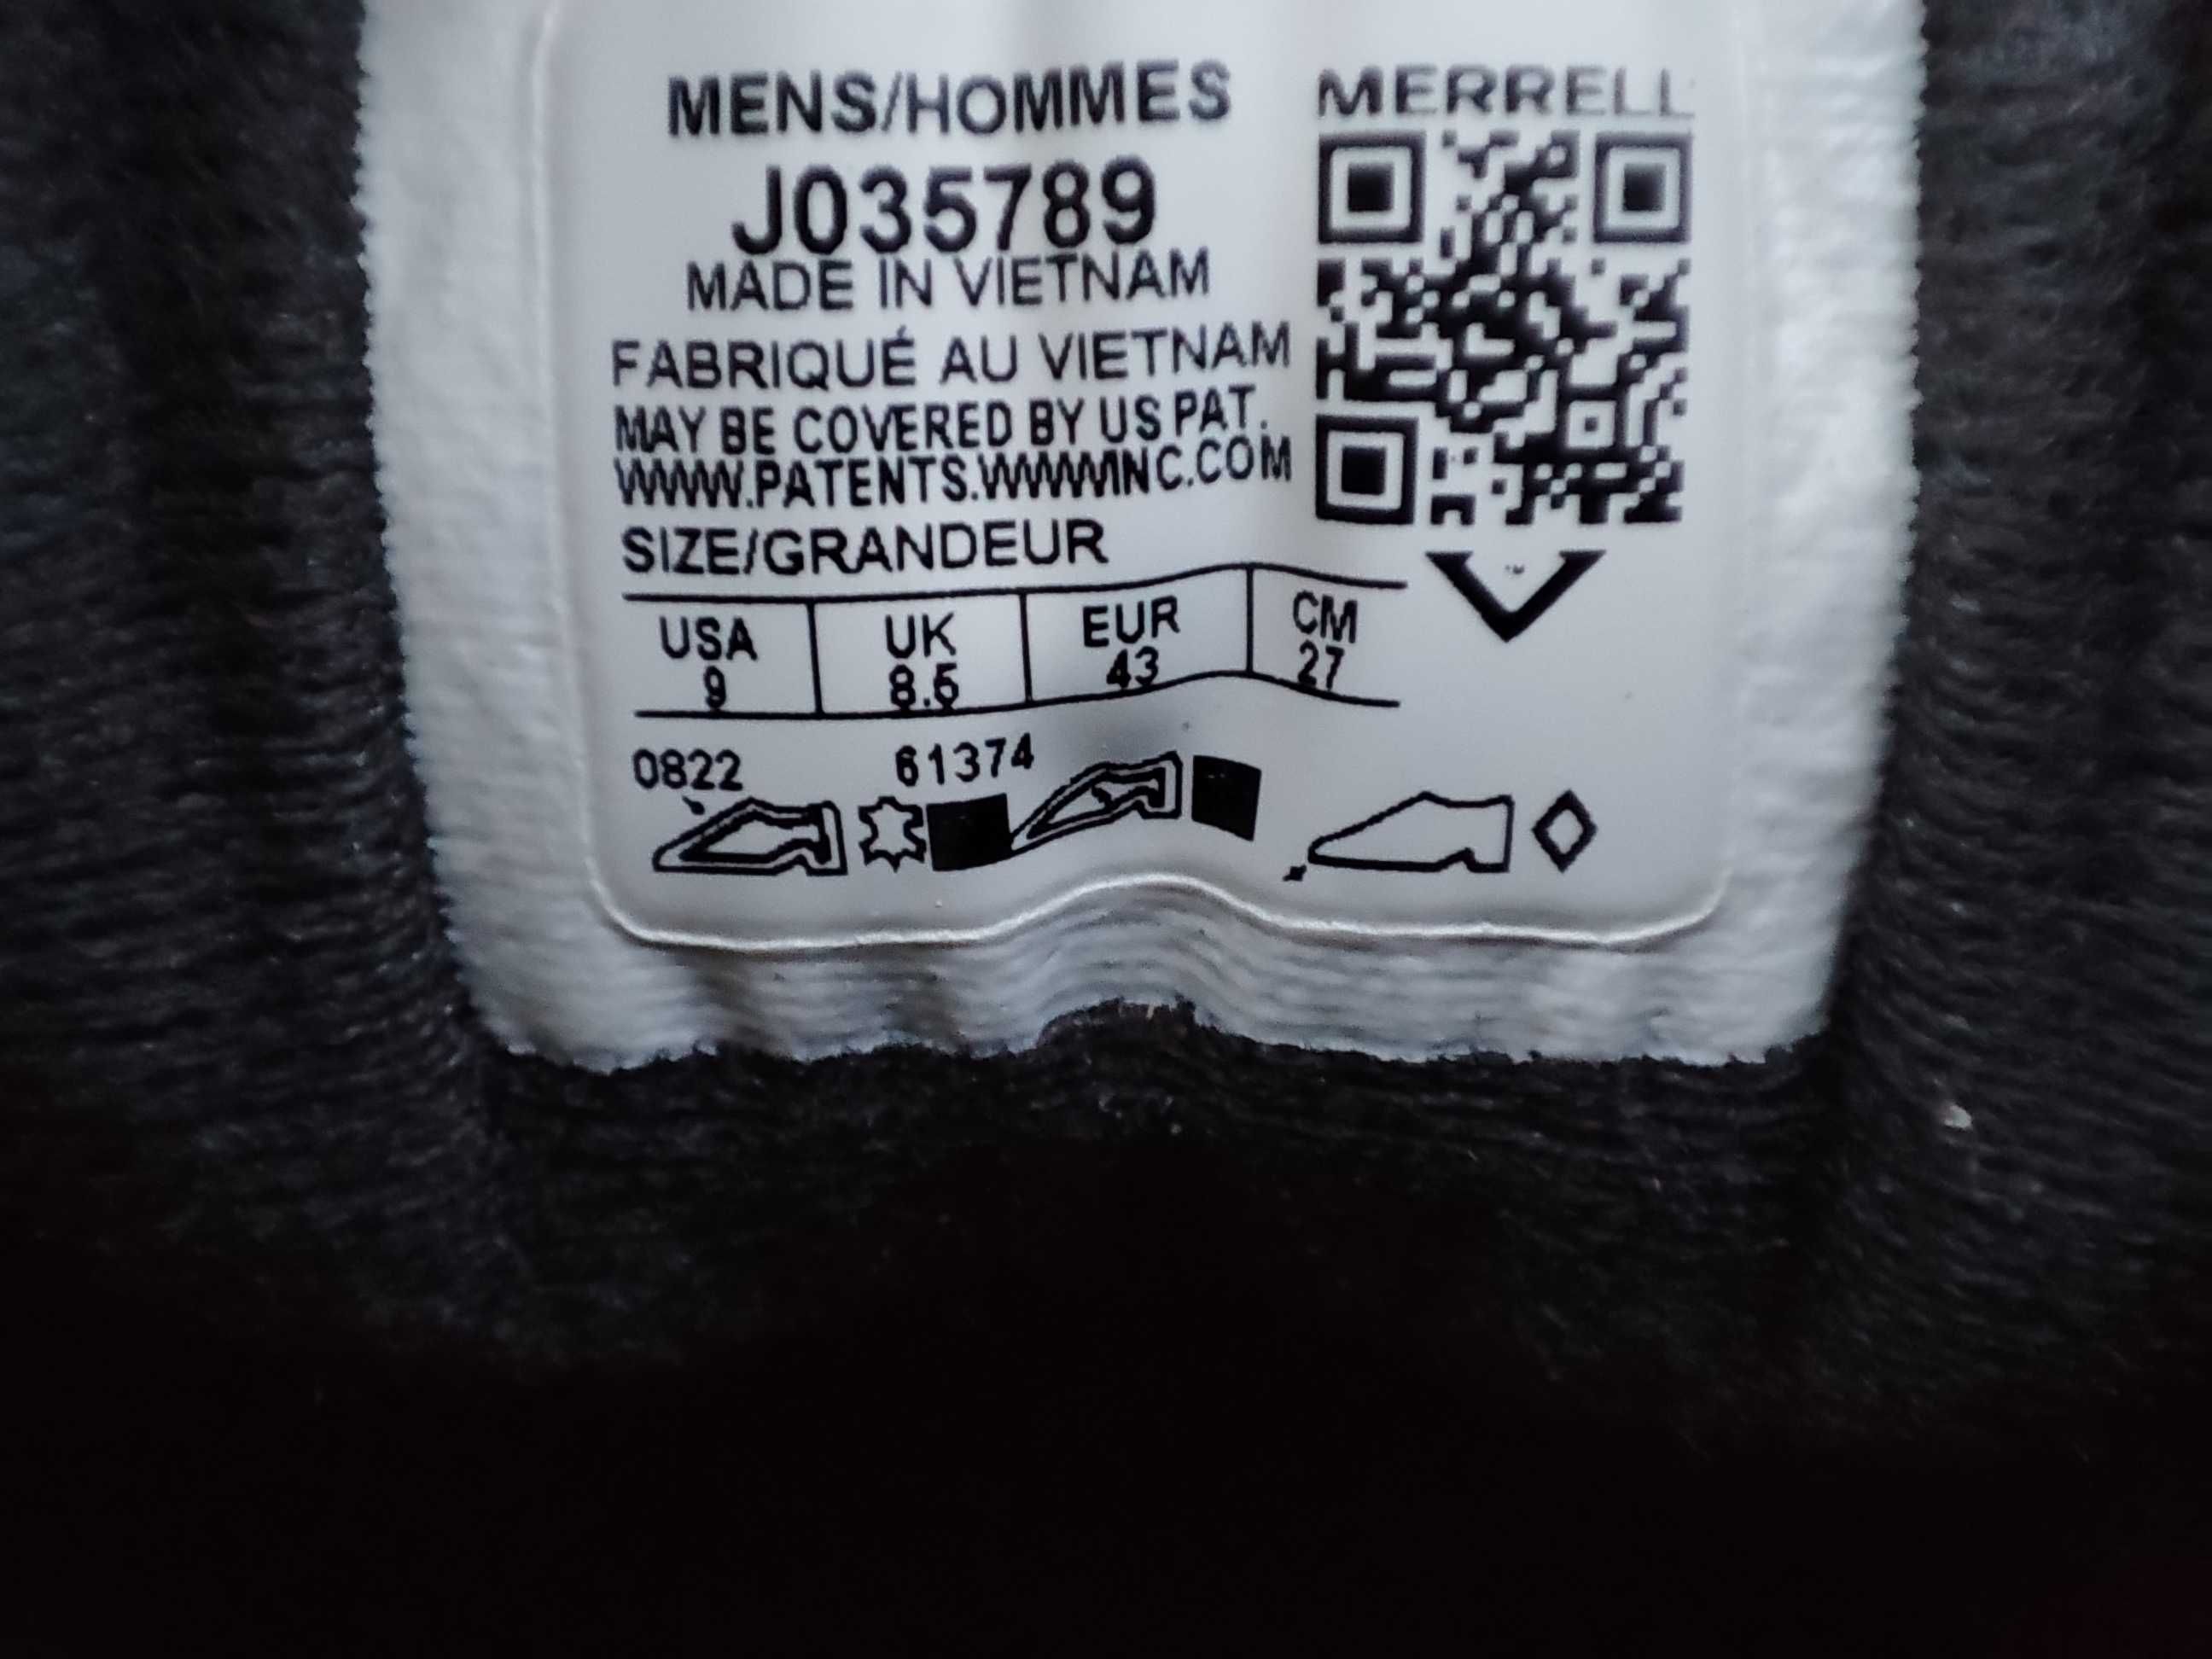 MENS/HOMMES
J035789
MADE IN VIETNAM
FABRIQUÉ AU VIETNAM
MAY BE COVERED BY US PAT.
WWW.PATENTS.WWWINC.COM
SIZE/GRANDEUR
USA UK EUR CM
9 8.5 43 27
0822 61374
MERRELL